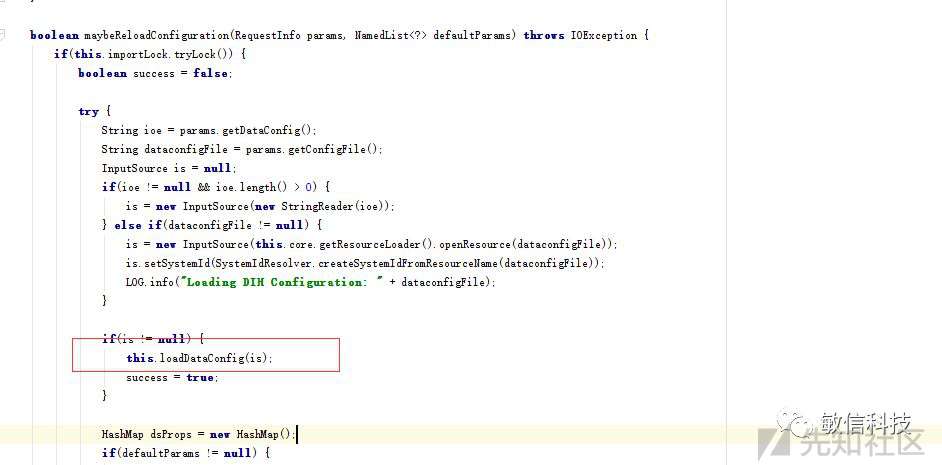 boolean maybeReloadConfiguration(RequestInfo params, NamedList<?> defaultParams) throws IOException {
if(this.importLock.tryLock()) {
boolean success = false;
try {
String ioe = params.getDataConfig();
String dataconfigFile = params.getConfigFile();
InputSource is = null;
if(ioe != null && ioe.length() > 0) {
is = new InputSource(new StringReader(ioe));
} else if(dataconfigFile != null) {
is = new InputSource(this.core.getResourceLoader().openResource(dataconfigFile));
is.setSystemId(SystemIdResolver.createSystemIdFromResourceName(dataconfigFile));
LOG.info("Loading DIH Configuration: " + dataconfigFile);
}
if(is != null) {
this.loadDataConfig(is);
success = true;
}
HashMap dsProps = new HashMap();
if(defaultParams != null) {
敏信科技
先知社区